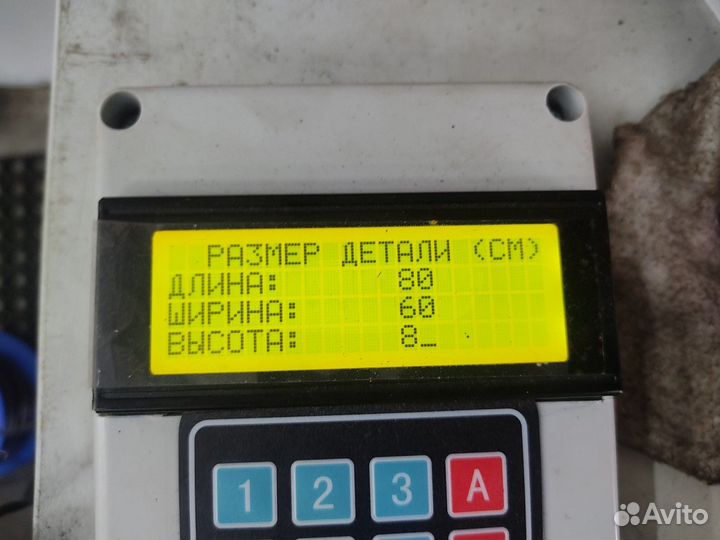 РАЗМЕР ДЕТАЛИ (СМ)
ДЛИНА: 80
ШИРИНА: 60
ВЫСОТА: 8_
1 2 3 A
Avito